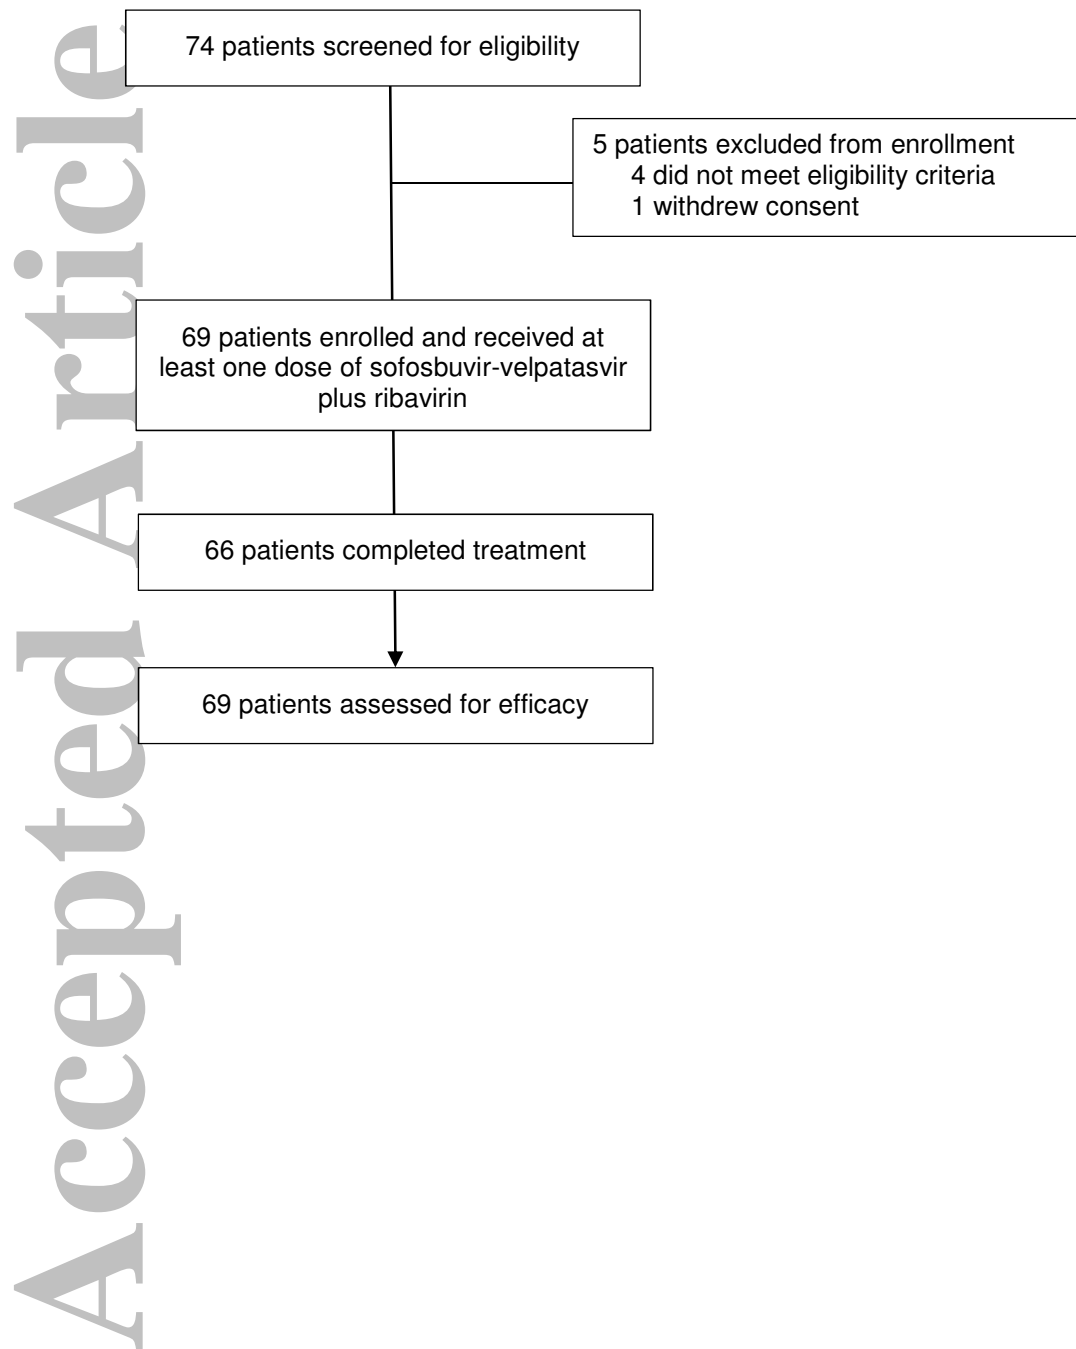 74 patients screened for eligibility
5 patients excluded from enrollment
4 did not meet eligibility criteria
1 withdrew consent
69 patients enrolled and received at
least one dose of sofosbuvir-velpatasvir
plus ribavirin
66 patients completed treatment
69 patients assessed for efficacy
Accepted Article